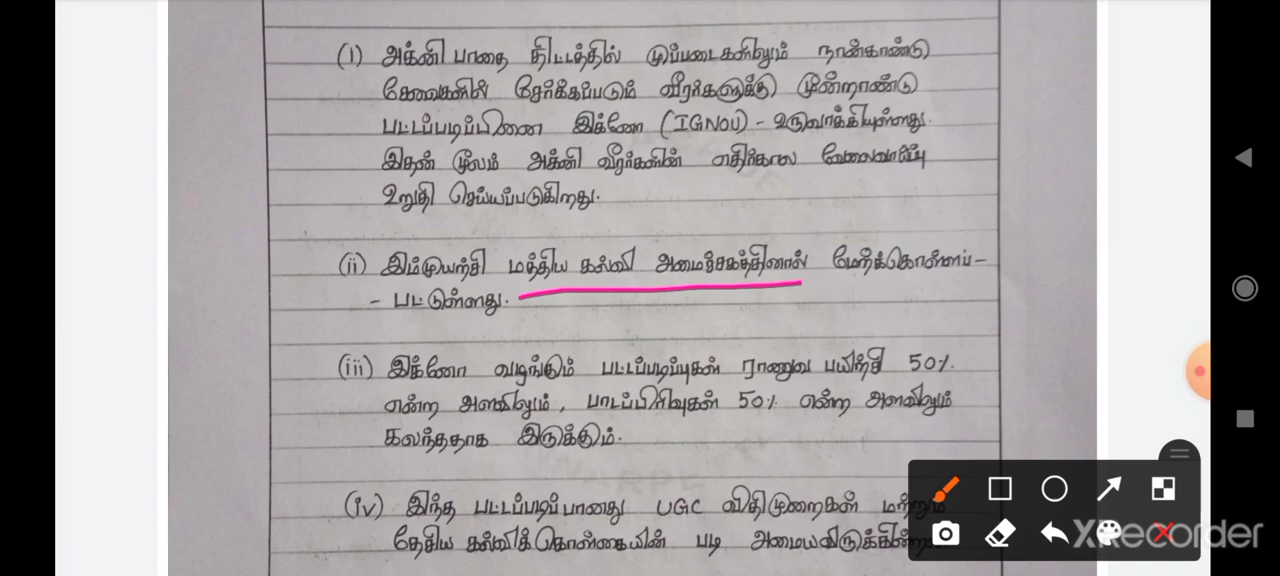 (i) அக்னி பாதை திட்டத்தில் முப்படைகளிலும் நான்காண்டு
சேவைகளில் சேர்க்கப்படும் வீரர்களுக்கு மூன்றாண்டு
பட்டப்படிப்பினை இக்னோ (IGNOU) - உருவாக்கியுள்ளது.
இதன் மூலம் அக்னி வீரர்களின் எதிர்கால வேலைவாய்ப்பு
உறுதி செய்யப்படுகிறது.
(ii) இம்முயற்சி மத்திய கல்வி அமைச்சகத்தினால் மேற்க்கொள்ளப் -
- பட்டுள்ளது.
(iii) இக்னோ வழங்கும் பட்டப்படிப்புகள் ராணுவ பயிற்சி 50%
என்ற அளவிலும், பாடப்பிரிவுகள் 50% என்ற அளவிலும்
கலந்ததாக இருக்கும்.
(iv) இந்த பட்டப்படிப்பானது UGC விதிமுறைகள் மற்றும்
தேசிய கல்விக் கொள்கையின் படி அமையவிருக்கின்றன
XRecorder